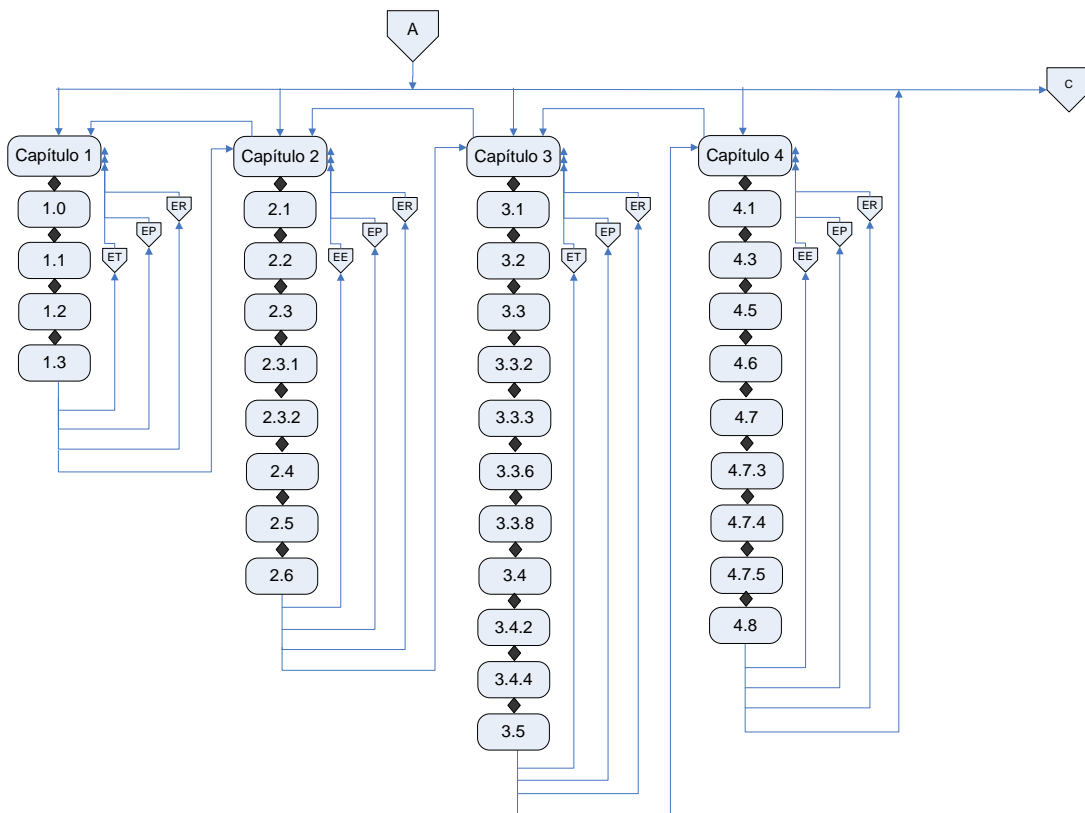 A
C
Capítulo 1
1.0
1.1
1.2
1.3
ER
EP
ET
Capítulo 2
2.1
2.2
2.3
2.3.1
2.3.2
2.4
2.5
2.6
ER
EP
EE
Capítulo 3
3.1
3.2
3.3
3.3.2
3.3.3
3.3.6
3.3.8
3.4
3.4.2
3.4.4
3.5
ER
EP
ET
Capítulo 4
4.1
4.3
4.5
4.6
4.7
4.7.3
4.7.4
4.7.5
4.8
ER
EP
EE